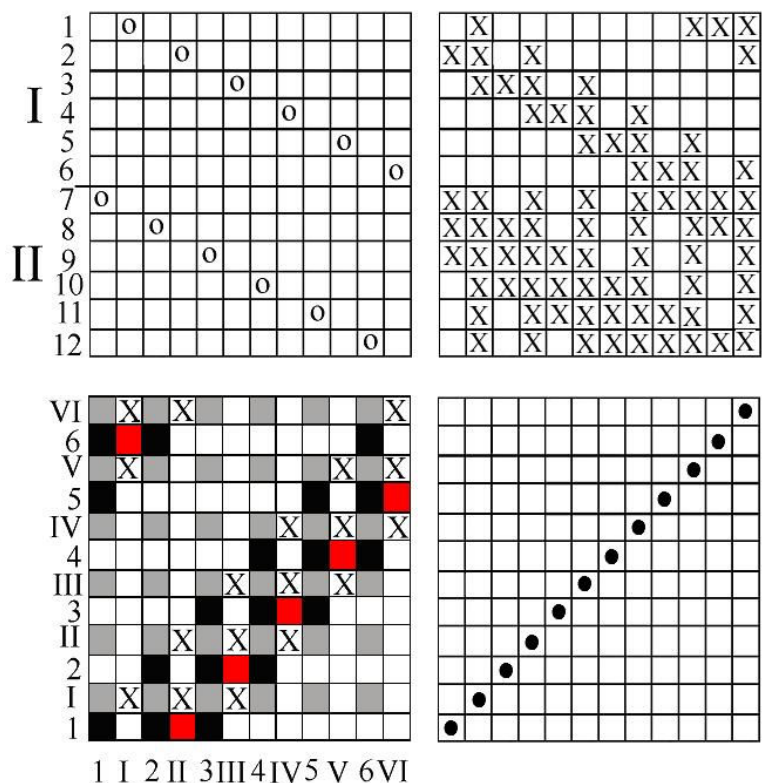 1 o X X X X
2 o X X X X
3 o X X X X
I
4 o X X X X
5 o X X X X
6 o X X X X
7 o X X X X X X X X X
8 o X X X X X X X X X
II
9 o X X X X X X X X X
10 o X X X X X X X X X
11 o X X X X X X X X X
12 o X X X X X X X X X
VI X X X
6
V X X X
5
IV X X X
4
III X X X
3
II X X X
2
I X X X
1
1 I 2 II 3 III 4 IV 5 V 6 VI